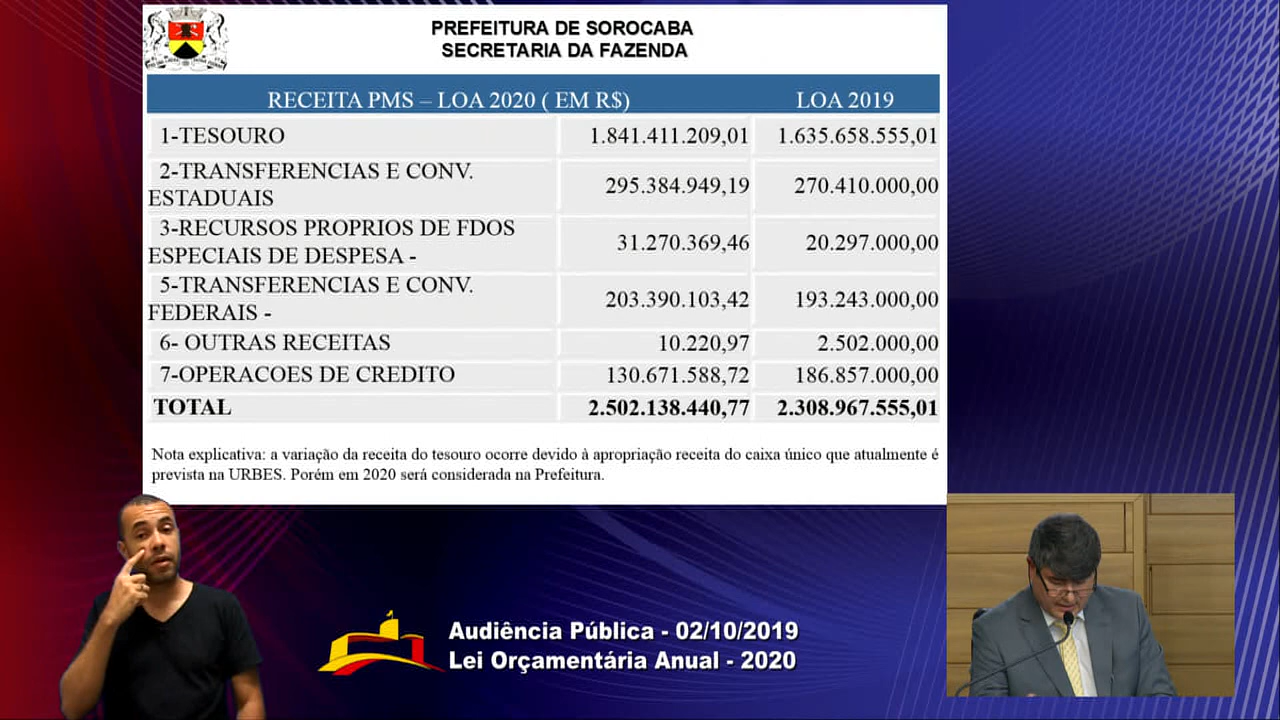 PREFEITURA DE SOROCABA
SECRETARIA DA FAZENDA
RECEITA PMS – LOA 2020 ( EM R$) LOA 2019
1-TESOURO 1.841.411.209,01 1.635.658.555,01
2-TRANSFERENCIAS E CONV.
ESTADUAIS 295.384.949,19 270.410.000,00
3-RECURSOS PROPRIOS DE FDOS
ESPECIAIS DE DESPESA - 31.270.369,46 20.297.000,00
5-TRANSFERENCIAS E CONV.
FEDERAIS - 203.390.103,42 193.243.000,00
6- OUTRAS RECEITAS 10.220,97 2.502.000,00
7-OPERACOES DE CREDITO 130.671.588,72 186.857.000,00
TOTAL 2.502.138.440,77 2.308.967.555,01
Nota explicativa: a variação da receita do tesouro ocorre devido à apropriação receita do caixa único que atualmente é
prevista na URBES. Porém em 2020 será considerada na Prefeitura.
Audiência Pública - 02/10/2019
Lei Orçamentária Anual - 2020